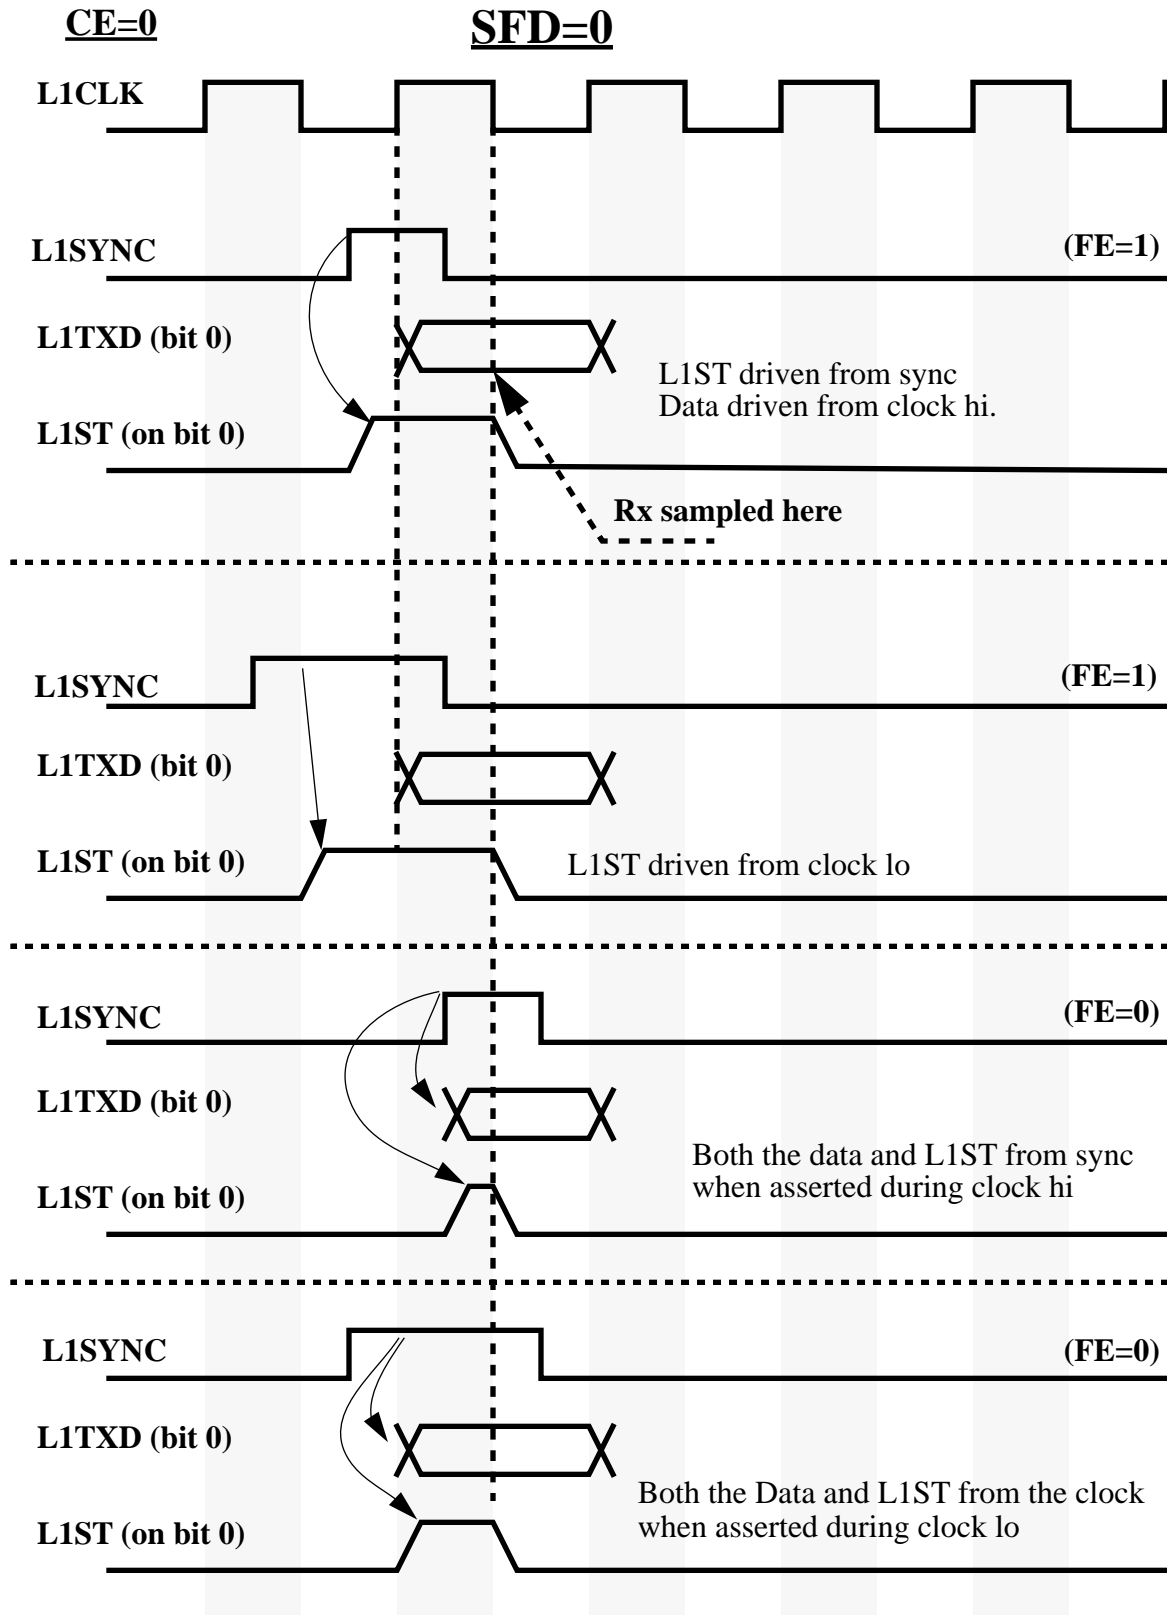 CE=0
SFD=0
L1CLK
L1SYNC
(FE=1)
L1TXD (bit 0)
L1ST driven from sync
Data driven from clock hi.
L1ST (on bit 0)
Rx sampled here
L1SYNC
(FE=1)
L1TXD (bit 0)
L1ST (on bit 0)
L1ST driven from clock lo
L1SYNC
(FE=0)
L1TXD (bit 0)
Both the data and L1ST from sync
when asserted during clock hi
L1ST (on bit 0)
L1SYNC
(FE=0)
L1TXD (bit 0)
Both the Data and L1ST from the clock
when asserted during clock lo
L1ST (on bit 0)